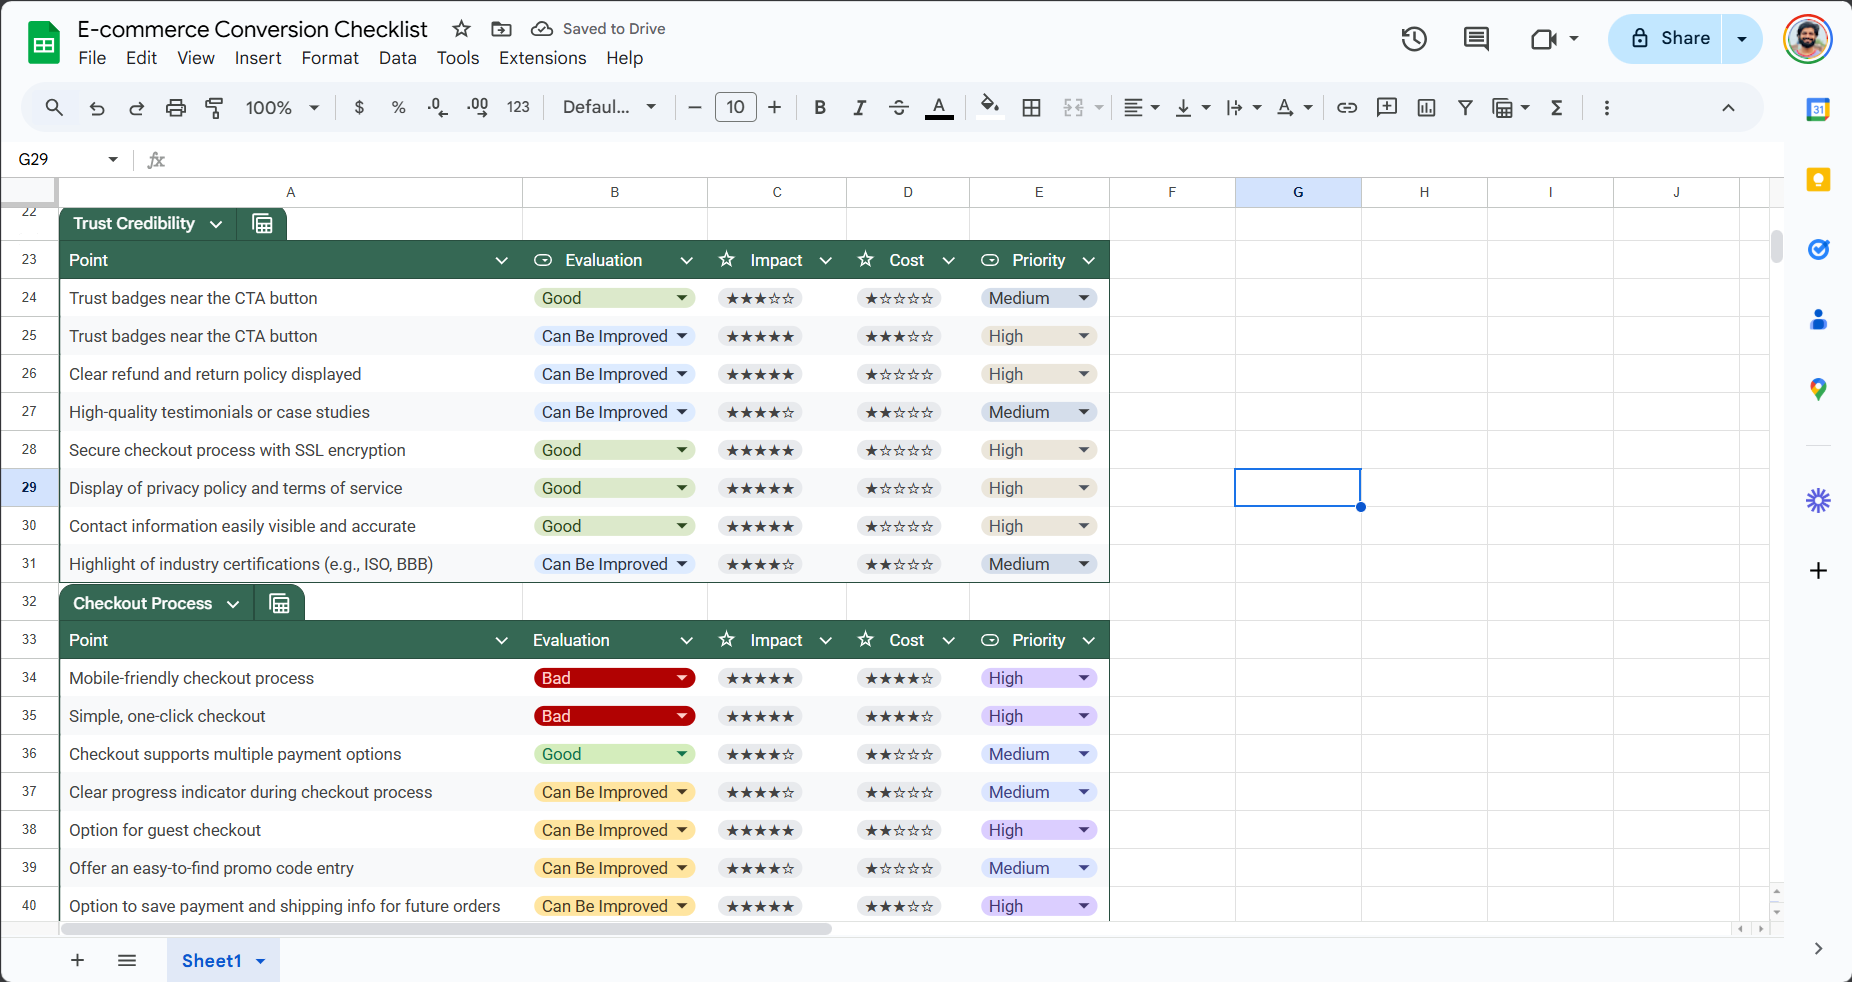 E-commerce Conversion Checklist Saved to Drive
File Edit View Insert Format Data Tools Extensions Help
Share
100% $ % .0 .00 123 Defaul... 10 B I A
31
G29 fx
A B C D E F G H I J
22 Trust Credibility
23 Point Evaluation Impact Cost Priority
24 Trust badges near the CTA button Good ★★★☆☆ ★☆☆☆☆ Medium
25 Trust badges near the CTA button Can Be Improved ★★★★★ ★★★☆☆ High
26 Clear refund and return policy displayed Can Be Improved ★★★★★ ★☆☆☆☆ High
27 High-quality testimonials or case studies Can Be Improved ★★★★☆ ★★☆☆☆ Medium
28 Secure checkout process with SSL encryption Good ★★★★★ ★☆☆☆☆ High
29 Display of privacy policy and terms of service Good ★★★★★ ★☆☆☆☆ High
30 Contact information easily visible and accurate Good ★★★★★ ★☆☆☆☆ High
31 Highlight of industry certifications (e.g., ISO, BBB) Can Be Improved ★★★★☆ ★★☆☆☆ Medium
32 Checkout Process
33 Point Evaluation Impact Cost Priority
34 Mobile-friendly checkout process Bad ★★★★★ ★★★★☆ High
35 Simple, one-click checkout Bad ★★★★★ ★★★★☆ High
36 Checkout supports multiple payment options Good ★★★★☆ ★★☆☆☆ Medium
37 Clear progress indicator during checkout process Can Be Improved ★★★★☆ ★★☆☆☆ Medium
38 Option for guest checkout Can Be Improved ★★★★★ ★★☆☆☆ High
39 Offer an easy-to-find promo code entry Can Be Improved ★★★★☆ ★☆☆☆☆ Medium
40 Option to save payment and shipping info for future orders Can Be Improved ★★★★★ ★★★☆☆ High
Sheet1